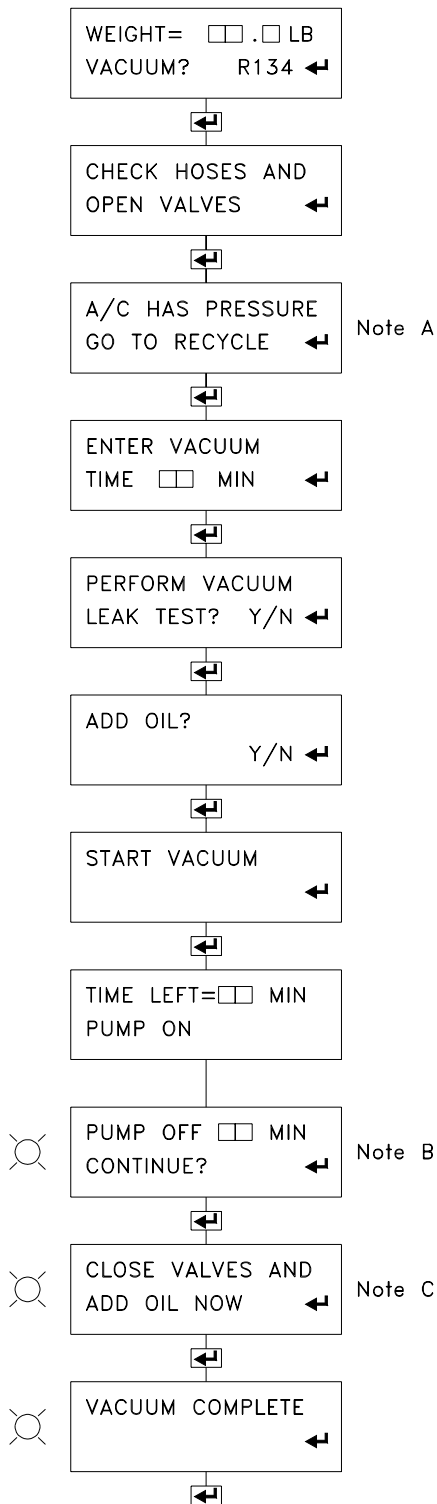 WEIGHT= □□.□ LB
VACUUM? R134 ↵
↵
CHECK HOSES AND
OPEN VALVES ↵
↵
A/C HAS PRESSURE
GO TO RECYCLE ↵ Note A
↵
ENTER VACUUM
TIME □□ MIN ↵
↵
PERFORM VACUUM
LEAK TEST? Y/N ↵
↵
ADD OIL?
Y/N ↵
↵
START VACUUM
↵
↵
TIME LEFT=□□ MIN
PUMP ON
PUMP OFF □□ MIN
CONTINUE? ↵ Note B
↵
CLOSE VALVES AND
ADD OIL NOW ↵ Note C
↵
VACUUM COMPLETE
↵
↵